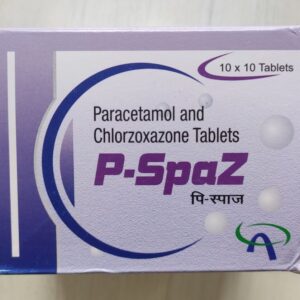 10 x 10 Tablets
Paracetamol and
Chlorzoxazone Tablets
P-SpaZ
पि-स्पाज